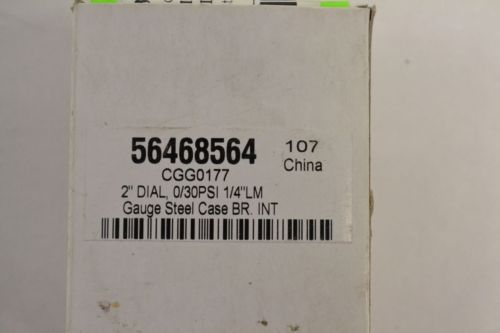 56468564 107
China
CGG0177
2" DIAL, 0/30PSI 1/4"LM
Gauge Steel Case BR. INT